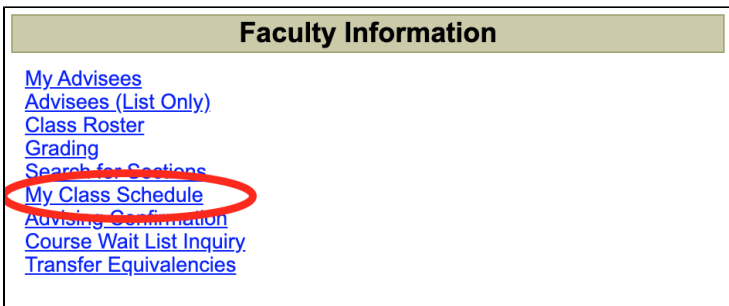 Faculty Information
My Advisees
Advisees (List Only)
Class Roster
Grading
Search for Sections
My Class Schedule
Advising Confirmation
Course Wait List Inquiry
Transfer Equivalencies